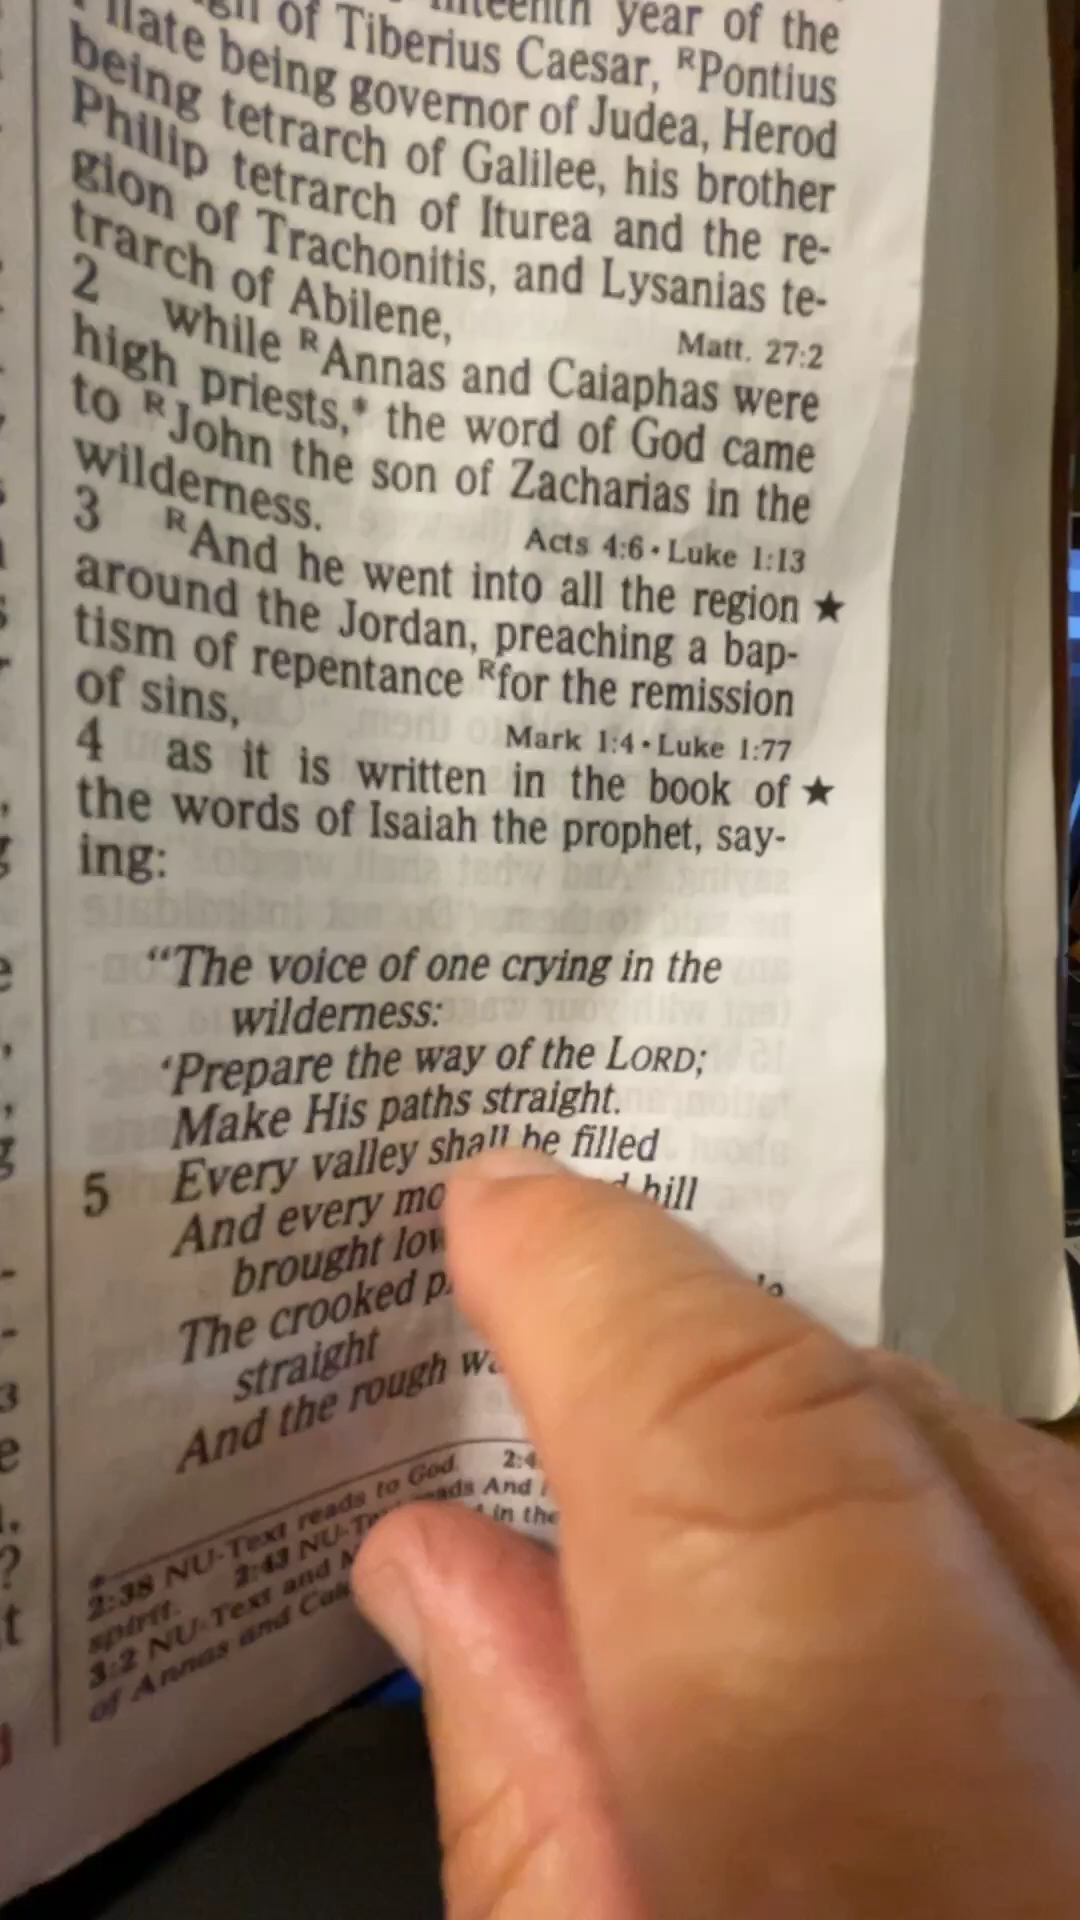 of Tiberius Caesar, ᴿPontius
year of the
being governor of Judea, Herod
being tetrarch of Galilee, his brother
Philip tetrarch of Iturea and the re-
gion of Trachonitis, and Lysanias te-
trarch of Abilene,
Matt. 27:2
2 while ᴿAnnas and Caiaphas were
high priests,* the word of God came
to ᴿJohn the son of Zacharias in the
wilderness.
Acts 4:6 • Luke 1:13
3 ᴿAnd he went into all the region ★
around the Jordan, preaching a bap-
tism of repentance ᴿfor the remission
of sins,
Mark 1:4 • Luke 1:77
4 as it is written in the book of ★
the words of Isaiah the prophet, say-
ing:
“The voice of one crying in the
wilderness:
‘Prepare the way of the LORD;
Make His paths straight.
5 Every valley shall be filled
And every hill
brought
The crooked
straight
And the rough
2:38 NU-Text reads to God.
2:43 And
spirit.
in the
3:2 NU-Text and
of Annas and